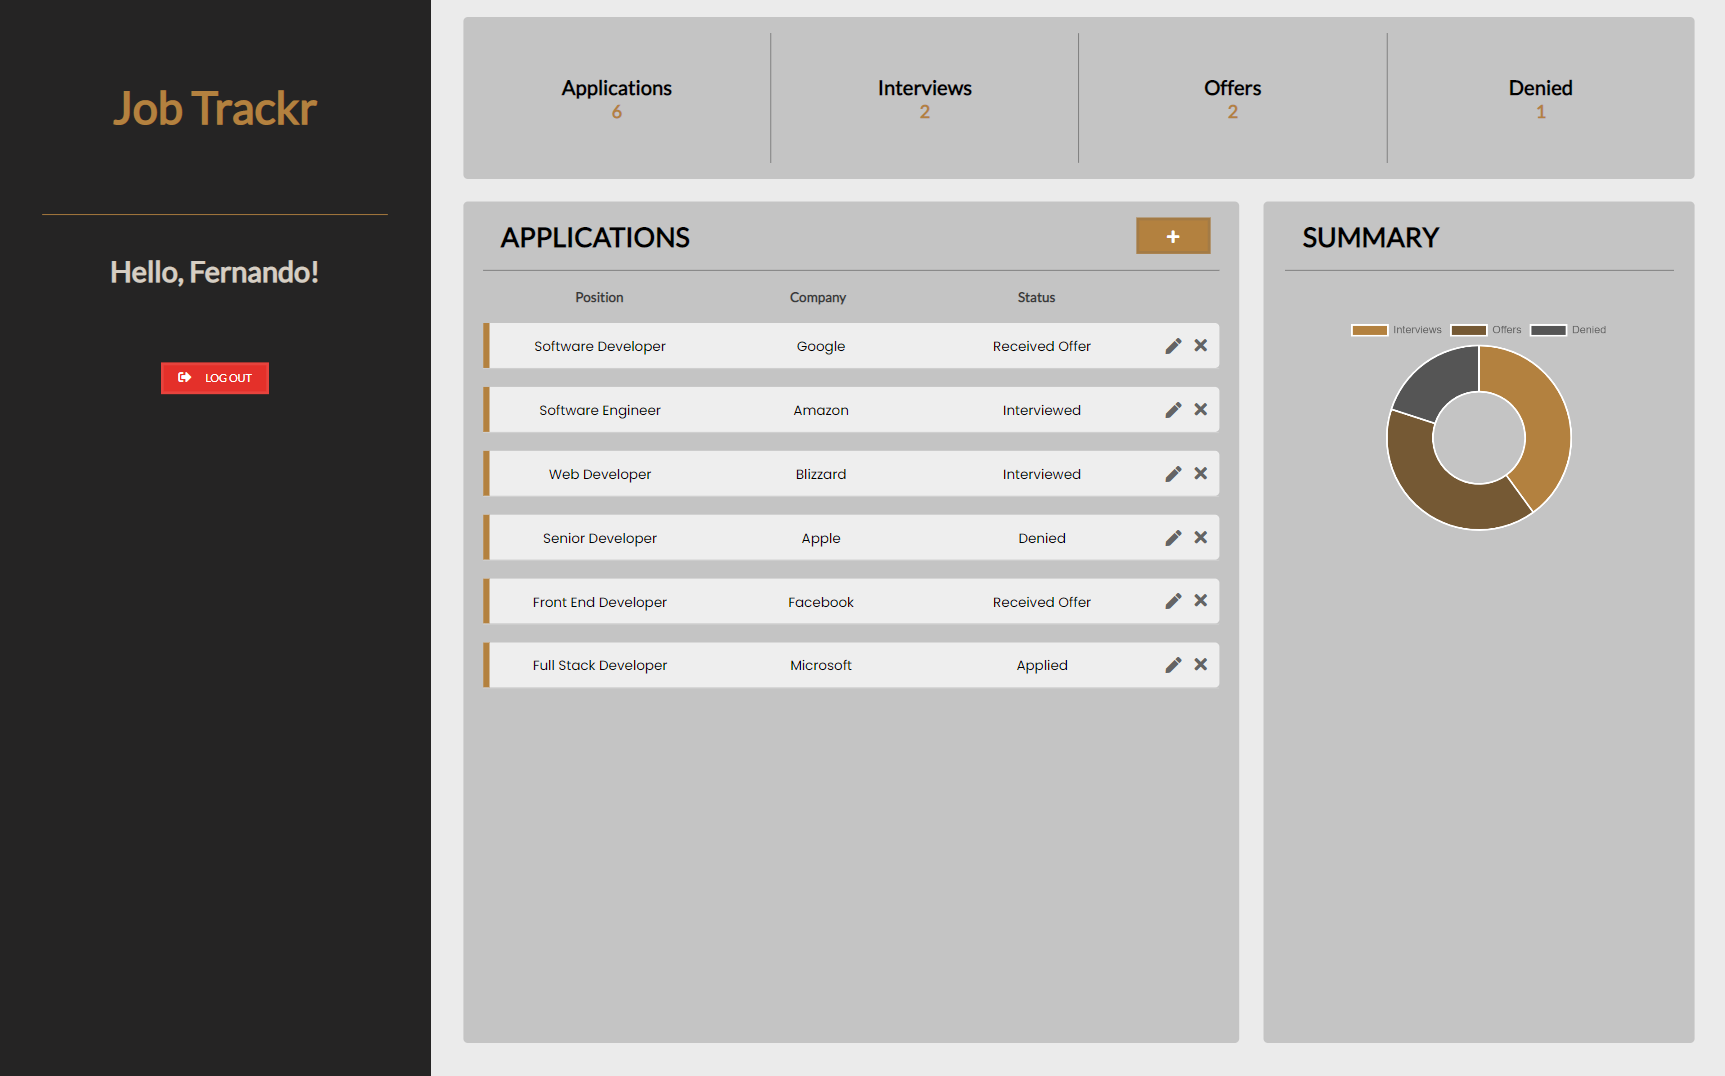 Job Trackr
Hello, Fernando!
LOG OUT
Applications
6
Interviews
2
Offers
2
Denied
1
APPLICATIONS
+
Position Company Status
Software Developer Google Received Offer
Software Engineer Amazon Interviewed
Web Developer Blizzard Interviewed
Senior Developer Apple Denied
Front End Developer Facebook Received Offer
Full Stack Developer Microsoft Applied
SUMMARY
Interviews Offers Denied